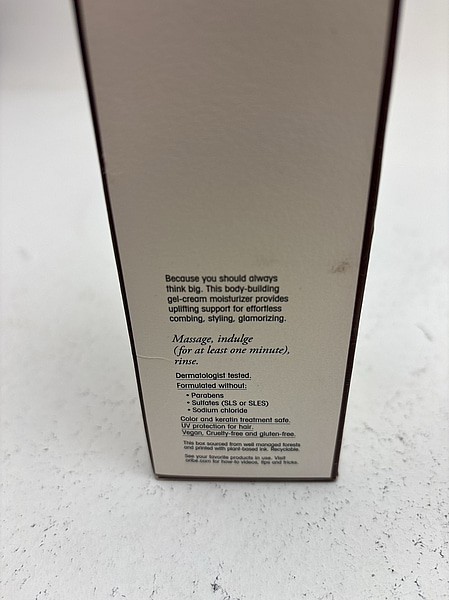 Because you should always
think big. This body-building
gel-cream moisturizer provides
uplifting support for effortless
combing, styling, glamorizing.
Massage, indulge
(for at least one minute),
rinse.
Dermatologist tested.
Formulated without:
• Parabens
• Sulfates (SLS or SLES)
• Sodium chloride
Color and keratin treatment safe.
UV protection for hair.
Vegan, Cruelty-free and gluten-free.
This box sourced from well managed forests
and printed with plant-based ink. Recyclable.
See your favorite products in use. Visit
oribe.com for how-to videos, tips and tricks.